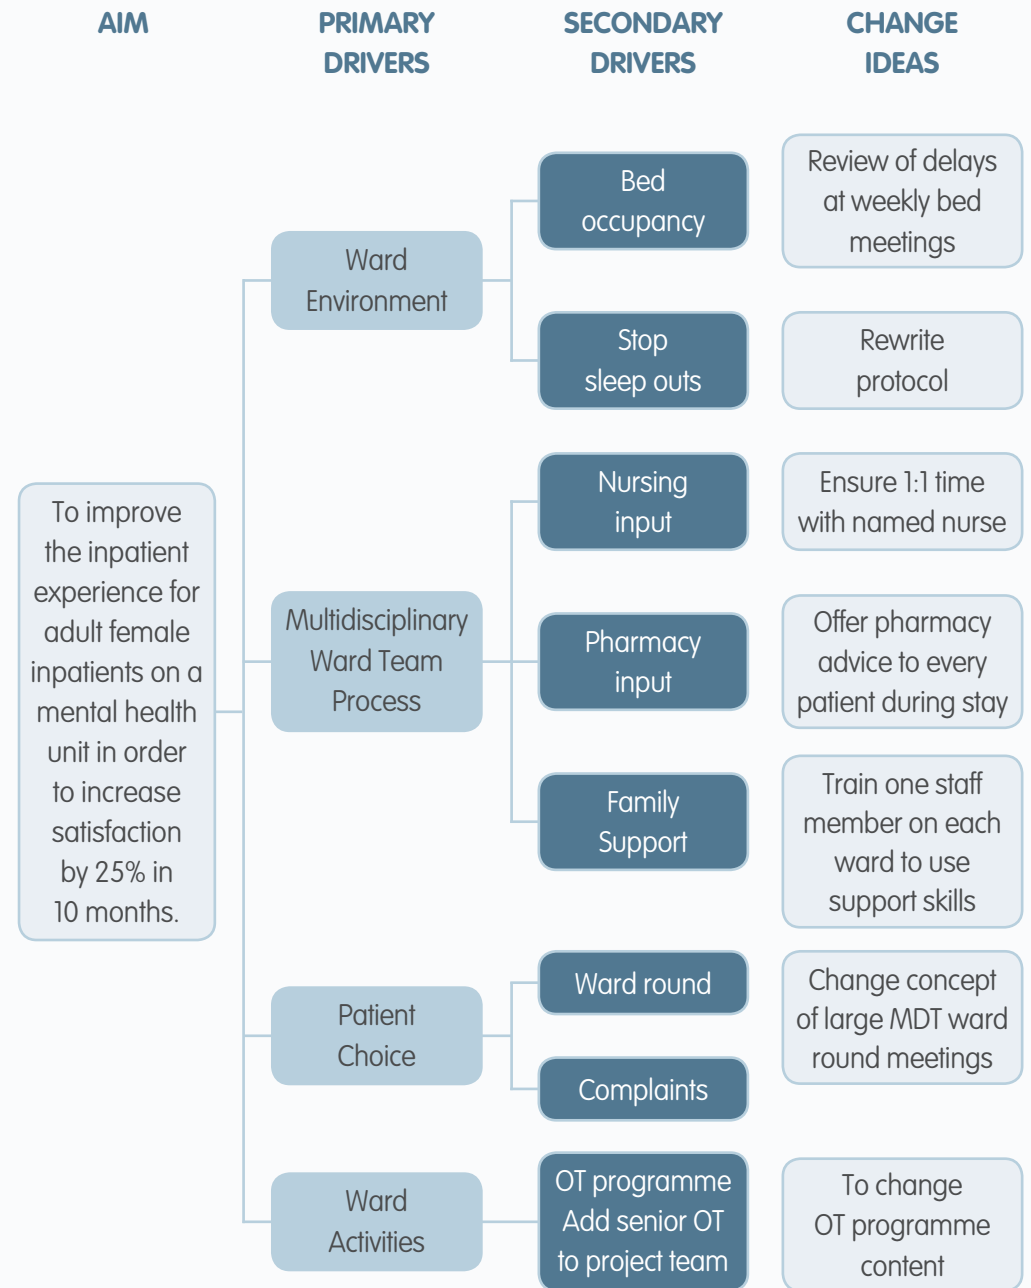 AIM
PRIMARY
DRIVERS
SECONDARY
DRIVERS
CHANGE
IDEAS
To improve
the inpatient
experience for
adult female
inpatients on a
mental health
unit in order
to increase
satisfaction
by 25% in
10 months.
Ward
Environment
Bed
occupancy
Review of delays
at weekly bed
meetings
Stop
sleep outs
Rewrite
protocol
Multidisciplinary
Ward Team
Process
Nursing
input
Ensure 1:1 time
with named nurse
Pharmacy
input
Offer pharmacy
advice to every
patient during stay
Family
Support
Train one staff
member on each
ward to use
support skills
Patient
Choice
Ward round
Change concept
of large MDT ward
round meetings
Complaints
Ward
Activities
OT programme
Add senior OT
to project team
To change
OT programme
content